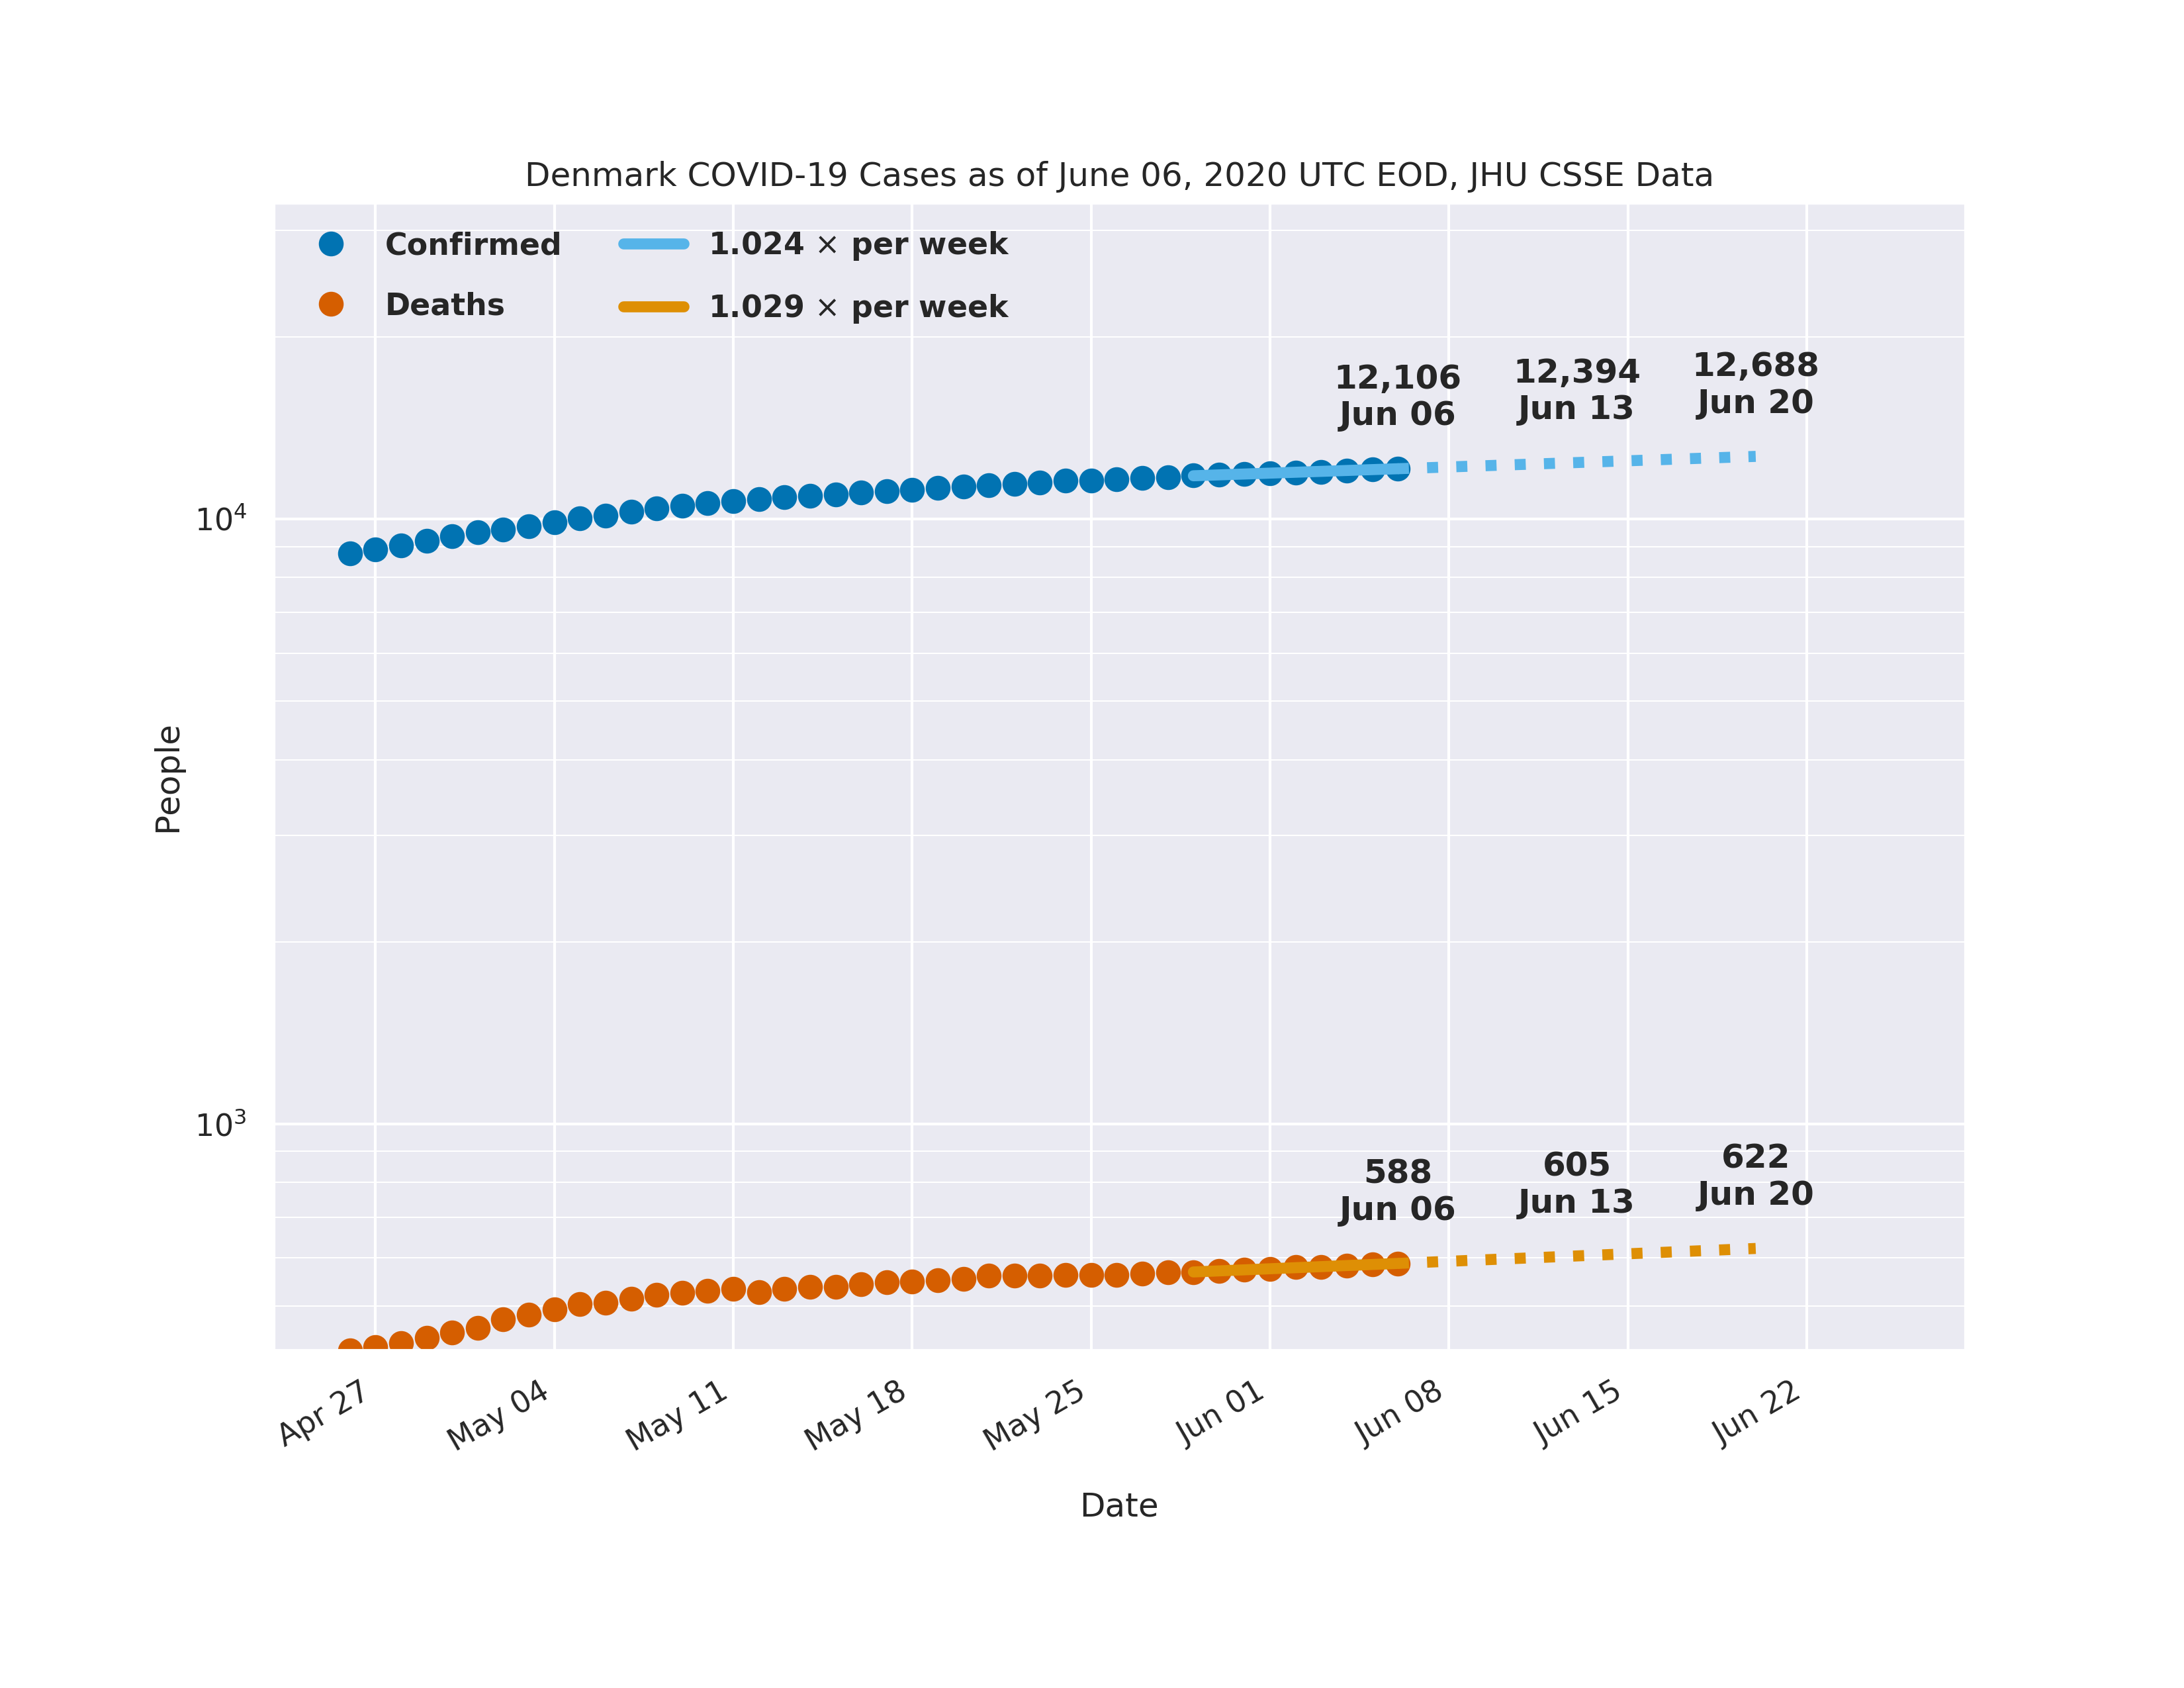 Denmark COVID-19 Cases as of June 06, 2020 UTC EOD, JHU CSSE Data
Confirmed
Deaths
1.024 × per week
1.029 × per week
12,106
Jun 06
12,394
Jun 13
12,688
Jun 20
10⁴
People
10³
588
Jun 06
605
Jun 13
622
Jun 20
Apr 27
May 04
May 11
May 18
May 25
Jun 01
Jun 08
Jun 15
Jun 22
Date